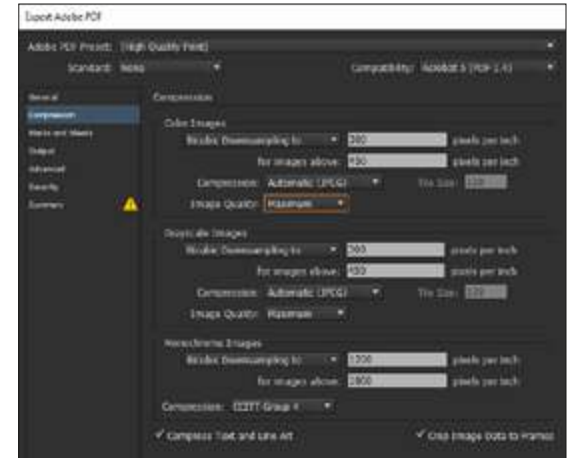 Export Adobe PDF
Adobe PDF Preset: [High Quality Print]
Standard: None Compatibility: Acrobat 5 (PDF 1.4)
General
Compression
Marks and Bleeds
Output
Advanced
Security
Summary
Compression
Color Images
Bicubic Downsampling to 300 pixels per inch
for images above: 450 pixels per inch
Compression: Automatic (JPEG) Tile Size:
Image Quality: Maximum
Grayscale Images
Bicubic Downsampling to 300 pixels per inch
for images above: 450 pixels per inch
Compression: Automatic (JPEG) Tile Size:
Image Quality: Maximum
Monochrome Images
Bicubic Downsampling to 1200 pixels per inch
for images above: 1800 pixels per inch
Compression: CCITT Group 4
Compress Text and Line Art Crop Image Data to Frames